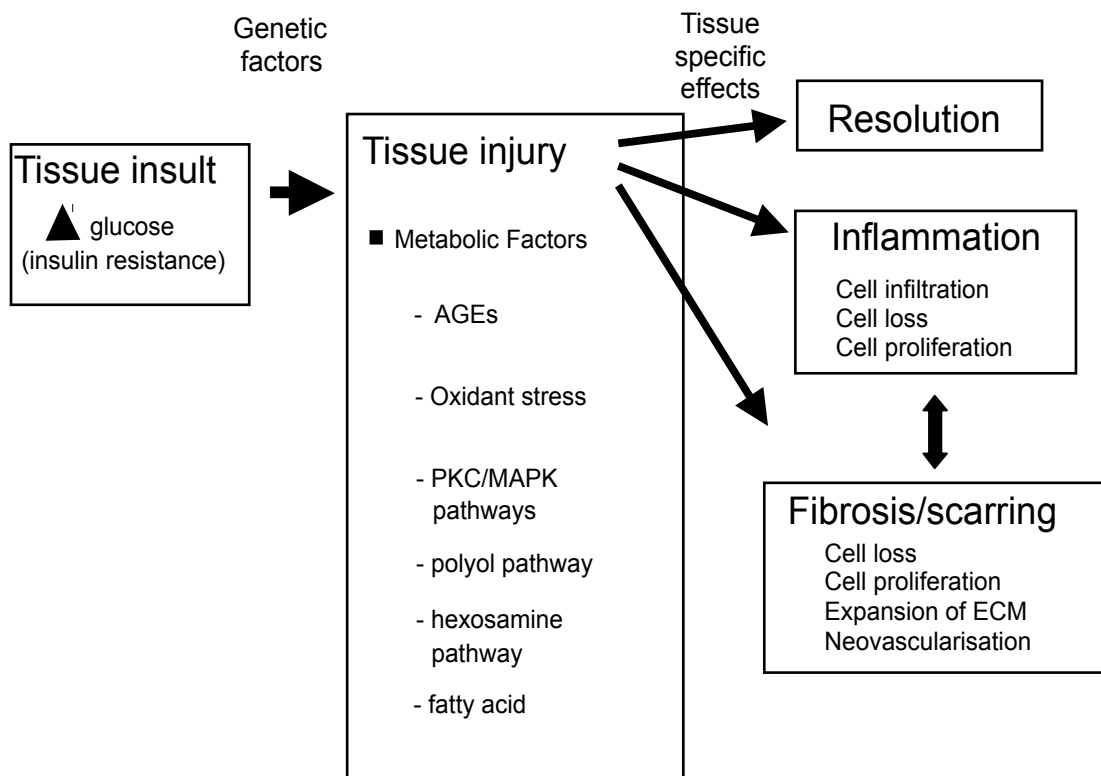 Genetic
factors
Tissue
specific
effects
Tissue insult
glucose
(insulin resistance)
Tissue injury
■ Metabolic Factors
- AGEs
- Oxidant stress
- PKC/MAPK
pathways
- polyol pathway
- hexosamine
pathway
- fatty acid
Resolution
Inflammation
Cell infiltration
Cell loss
Cell proliferation
Fibrosis/scarring
Cell loss
Cell proliferation
Expansion of ECM
Neovascularisation